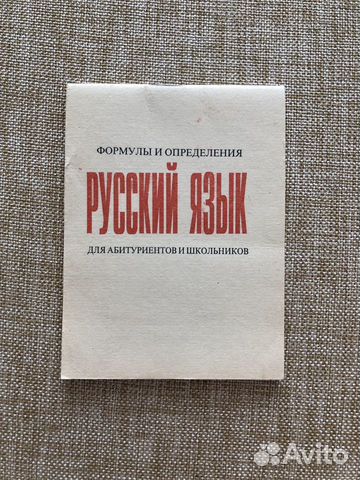 ФОРМУЛЫ И ОПРЕДЕЛЕНИЯ
РУССКИЙ ЯЗЫК
ДЛЯ АБИТУРИЕНТОВ И ШКОЛЬНИКОВ
Avito